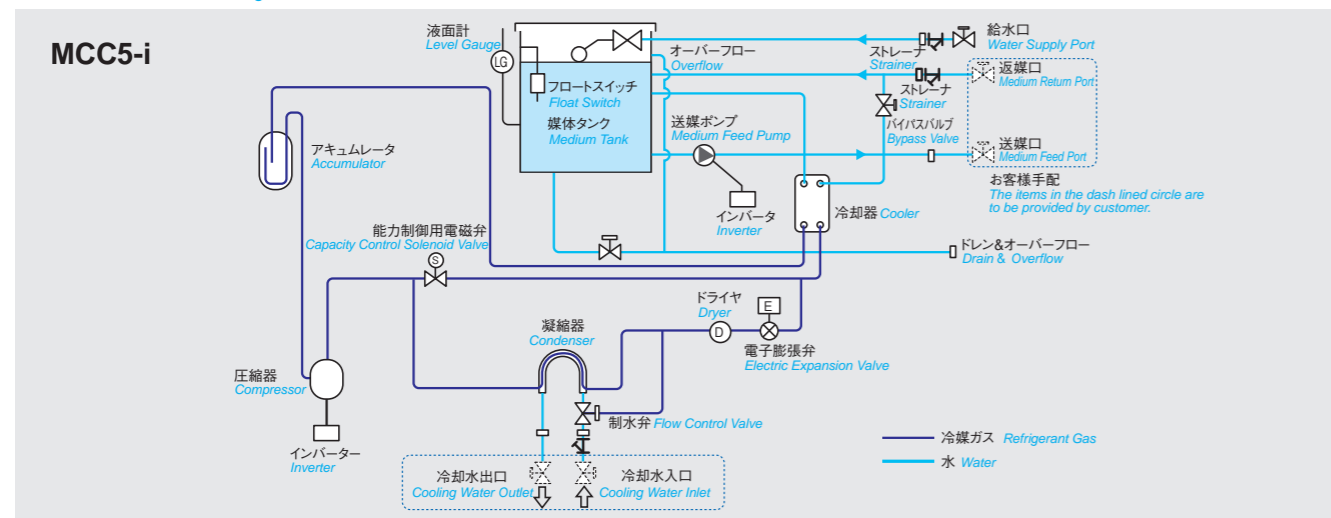 MCC5-i
液面計
Level Gauge
LG
フロートスイッチ
Float Switch
媒体タンク
Medium Tank
オーバーフロー
Overflow
ストレーナ
Strainer
給水口
Water Supply Port
返媒口
Medium Return Port
ストレーナ
Strainer
バイパスバルブ
Bypass Valve
送媒ポンプ
Medium Feed Pump
送媒口
Medium Feed Port
お客様手配
The items in the dash lined circle are
to be provided by customer.
アキュムレータ
Accumulator
インバータ
Inverter
冷却器 Cooler
能力制御用電磁弁
Capacity Control Solenoid Valve
S
ドレン&オーバーフロー
Drain & Overflow
ドライヤ
Dryer
D
E
電子膨張弁
Electric Expansion Valve
凝縮器
Condenser
圧縮器
Compressor
制水弁 Flow Control Valve
インバーター
Inverter
冷却水出口
Cooling Water Outlet
冷却水入口
Cooling Water Inlet
冷媒ガス Refrigerant Gas
水 Water